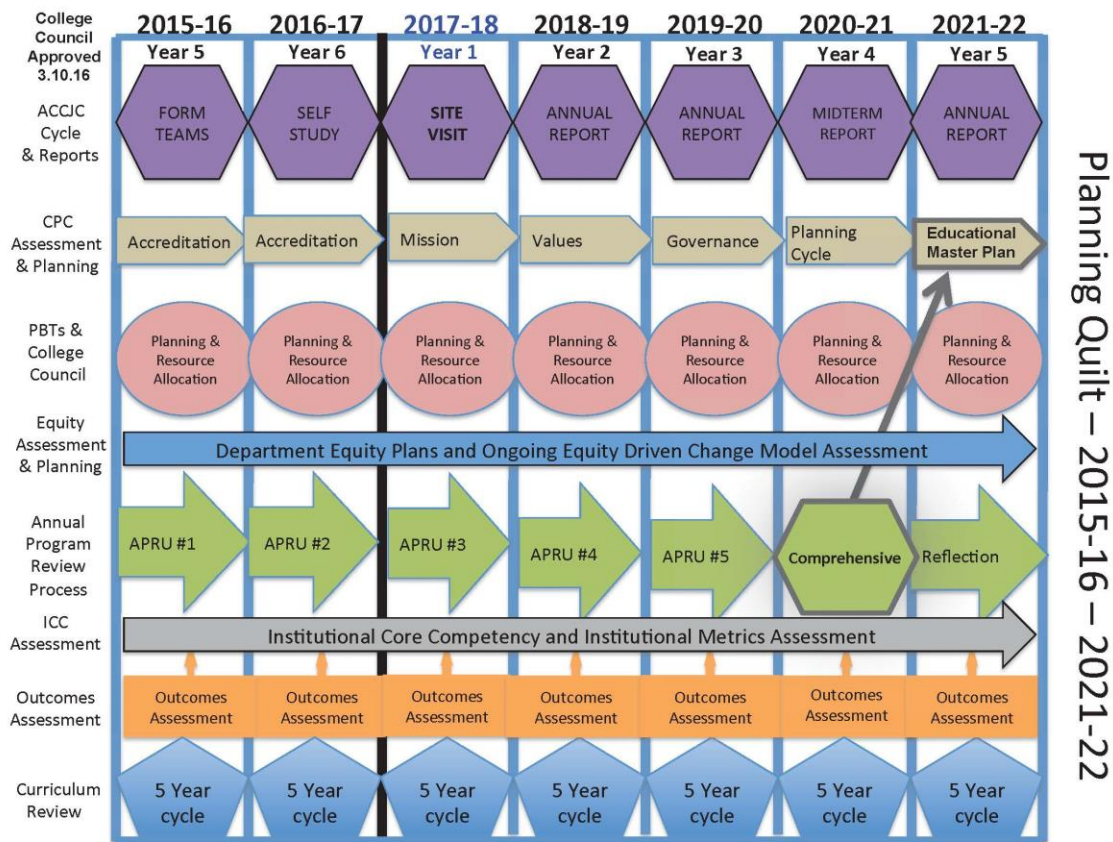 College
Council
Approved
3.10.16
2015-16 2016-17 2017-18 2018-19 2019-20 2020-21 2021-22
Year 5 Year 6 Year 1 Year 2 Year 3 Year 4 Year 5
ACCJC
Cycle
& Reports
FORM
TEAMS
SELF
STUDY
SITE
VISIT
ANNUAL
REPORT
ANNUAL
REPORT
MIDTERM
REPORT
ANNUAL
REPORT
CPC
Assessment
& Planning
Accreditation
Accreditation
Mission
Values
Governance
Planning
Cycle
Educational
Master Plan
PBTs &
College
Council
Planning &
Resource
Allocation
Planning &
Resource
Allocation
Planning &
Resource
Allocation
Planning &
Resource
Allocation
Planning &
Resource
Allocation
Planning &
Resource
Allocation
Planning &
Resource
Allocation
Equity
Assessment
& Planning
Department Equity Plans and Ongoing Equity Driven Change Model Assessment
Annual
Program
Review
Process
APRU #1
APRU #2
APRU #3
APRU #4
APRU #5
Comprehensive
Reflection
ICC
Assessment
Institutional Core Competency and Institutional Metrics Assessment
Outcomes
Assessment
Outcomes
Assessment
Outcomes
Assessment
Outcomes
Assessment
Outcomes
Assessment
Outcomes
Assessment
Outcomes
Assessment
Outcomes
Assessment
Curriculum
Review
5 Year
cycle
5 Year
cycle
5 Year
cycle
5 Year
cycle
5 Year
cycle
5 Year
cycle
5 Year
cycle
Planning Quilt – 2015-16 – 2021-22